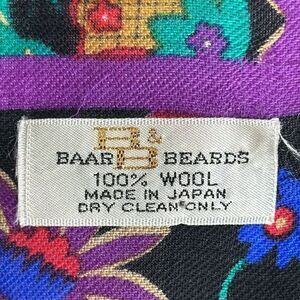 B&B
BAAR BEARDS
100% WOOL
MADE IN JAPAN
DRY CLEAN ONLY